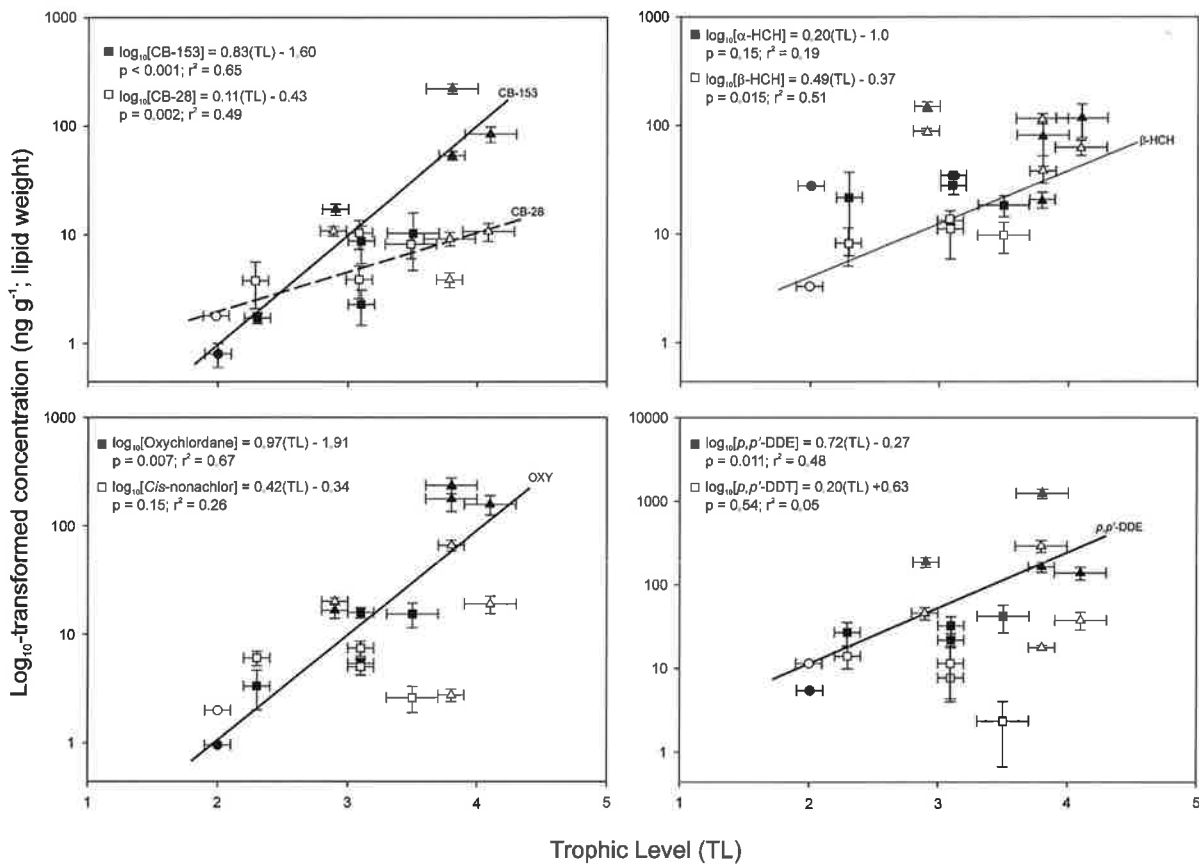 Log₁₀-transformed concentration (ng g⁻¹; lipid weight)
1000
100
10
1
log₁₀[CB-153] = 0.83(TL) - 1.60
p < 0.001; r² = 0.65
log₁₀[CB-28] = 0.11(TL) - 0.43
p = 0.002; r² = 0.49
CB-153
CB-28
1000
100
10
1
log₁₀[α-HCH] = 0.20(TL) - 1.0
p = 0.15; r² = 0.19
log₁₀[β-HCH] = 0.49(TL) - 0.37
p = 0.015; r² = 0.51
β-HCH
1000
100
10
1
log₁₀[Oxychlordane] = 0.97(TL) - 1.91
p = 0.007; r² = 0.67
log₁₀[Cis-nonachlor] = 0.42(TL) - 0.34
p = 0.15; r² = 0.26
OXY
1 2 3 4 5
10000
1000
100
10
1
log₁₀[p,p′-DDE] = 0.72(TL) - 0.27
p = 0.011; r² = 0.48
log₁₀[p,p′-DDT] = 0.20(TL) +0.63
p = 0.54; r² = 0.05
p,p′-DDE
1 2 3 4 5
Trophic Level (TL)